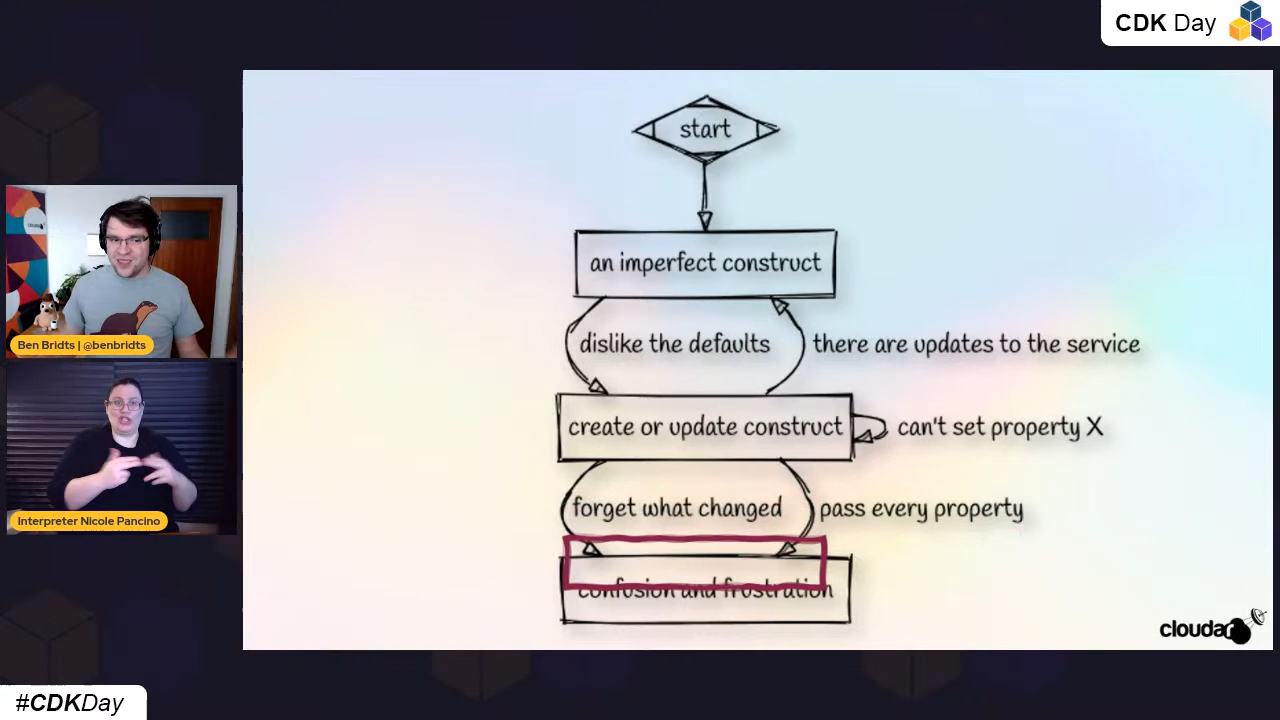 CDK Day
start
an imperfect construct
dislike the defaults
there are updates to the service
create or update construct
can't set property X
forget what changed
pass every property
confusion and frustration
cloudar
Ben Bridts | @benbridts
Interpreter Nicole Pancino
#CDKDay